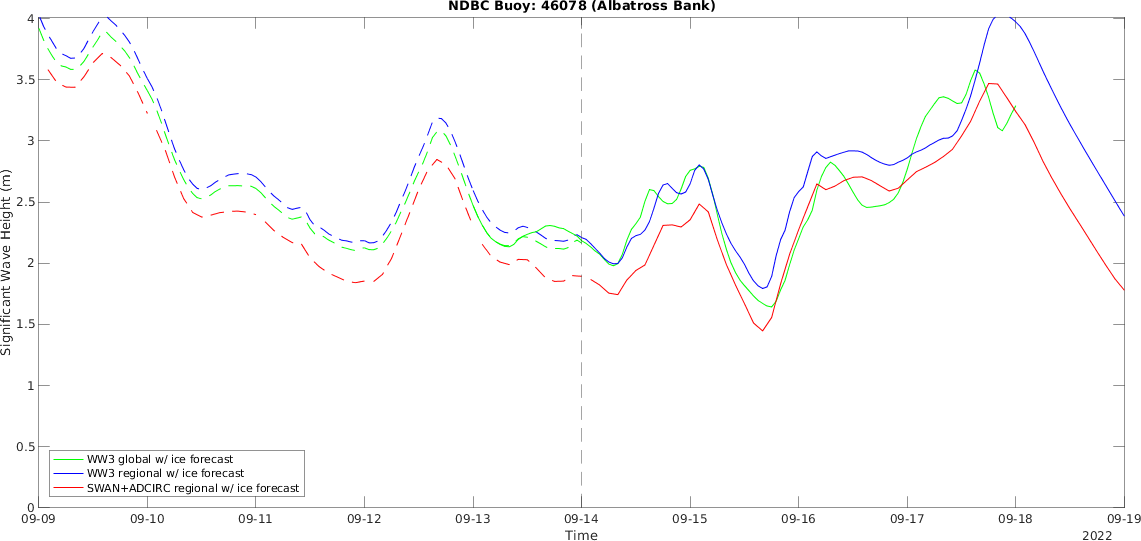 NDBC Buoy: 46078 (Albatross Bank)
4
3.5
3
2.5
2
1.5
1
0.5
0
Significant Wave Height (m)
WW3 global w/ ice forecast
WW3 regional w/ ice forecast
SWAN+ADCIRC regional w/ ice forecast
09-09 09-10 09-11 09-12 09-13 09-14 09-15 09-16 09-17 09-18 09-19
Time
2022